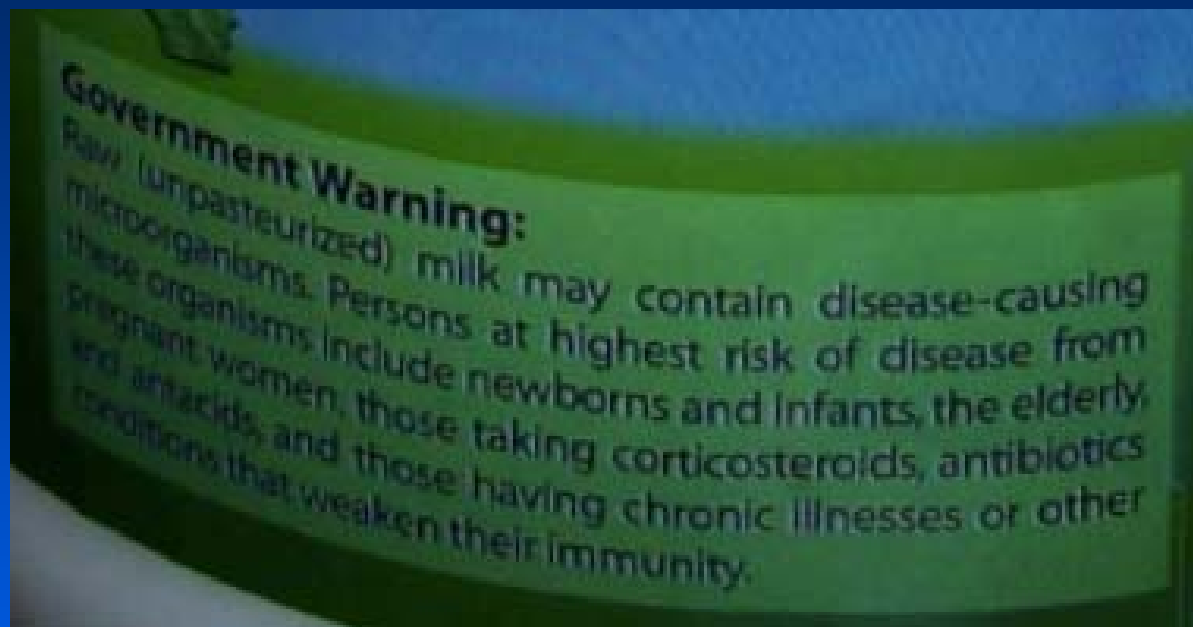 Government Warning:
Raw (unpasteurized) milk may contain disease-causing
microorganisms. Persons at highest risk of disease from
these organisms include newborns and infants, the elderly,
pregnant women, those taking corticosteroids, antibiotics
and antacids, and those having chronic illnesses or other
conditions that weaken their immunity.